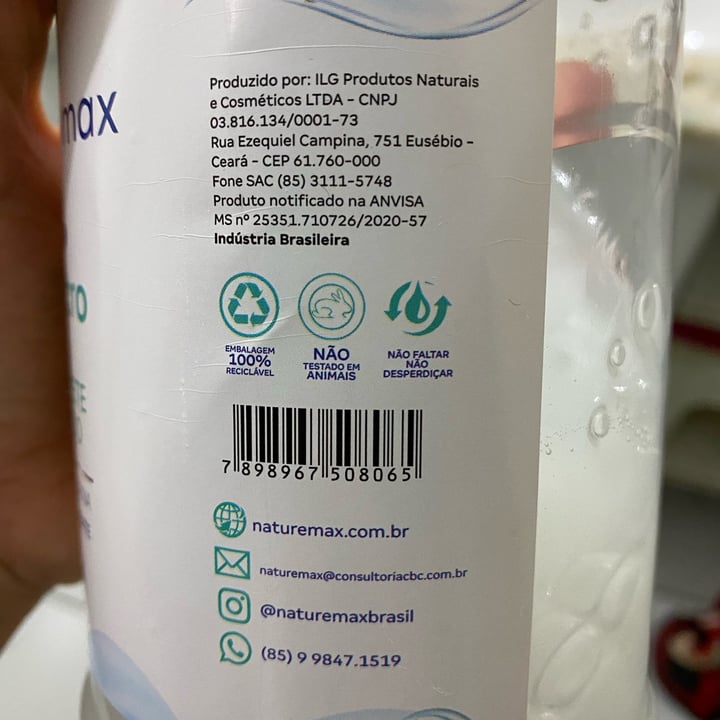 max
Produzido por: ILG Produtos Naturais
e Cosméticos LTDA - CNPJ
03.816.134/0001-73
Rua Ezequiel Campina, 751 Eusébio -
Ceará - CEP 61.760-000
Fone SAC (85) 3111-5748
Produto notificado na ANVISA
MS nº 25351.710726/2020-57
Indústria Brasileira
EMBALAGEM
100%
RECICLÁVEL
NÃO
TESTADO EM
ANIMAIS
NÃO FALTAR
NÃO
DESPERDIÇAR
7 898967 508065
naturemax.com.br
naturemax@consultoriacbc.com.br
@naturemaxbrasil
(85) 9 9847.1519